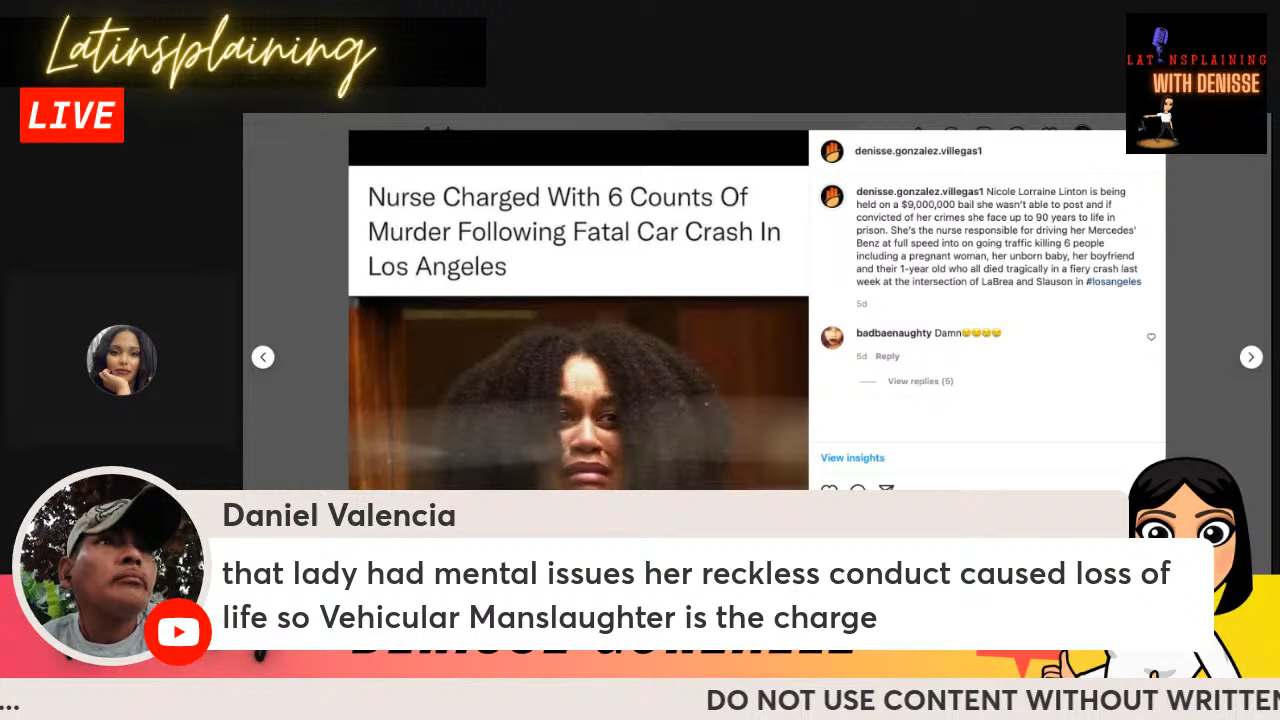 Latinsplaining
LIVE
LATINSPLAINING
WITH DENISSE
Nurse Charged With 6 Counts Of
Murder Following Fatal Car Crash In
Los Angeles
denisse.gonzalez.villegas1
denisse.gonzalez.villegas1 Nicole Lorraine Linton is being
held on a $9,000,000 bail she wasn't able to post and if
convicted of her crimes she face up to 90 years to life in
prison. She's the nurse responsible for driving her Mercedes'
Benz at full speed into on going traffic killing 6 people
including a pregnant woman, her unborn baby, her boyfriend
and their 1-year old who all died tragically in a fiery crash last
week at the intersection of LaBrea and Slauson in #losangeles
5d
badbaenaughty Damn😢😢😢😢
5d Reply
View replies (5)
View insights
Daniel Valencia
that lady had mental issues her reckless conduct caused loss of
life so Vehicular Manslaughter is the charge
... DO NOT USE CONTENT WITHOUT WRITTEN